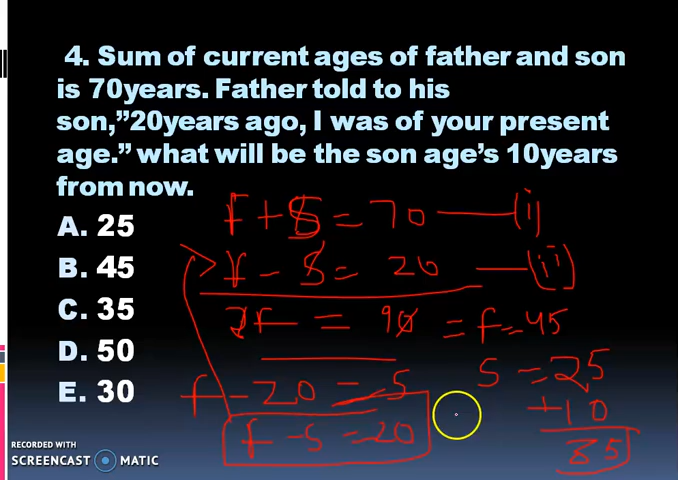 4. Sum of current ages of father and son
is 70years. Father told to his
son,”20years ago, I was of your present
age.” what will be the son age’s 10years
from now.
A. 25
B. 45
C. 35
D. 50
E. 30
f + s = 70 —— (i)
f - s = 20 —— (ii)
2f = 90 = f = 45
s = 25
+10
35
f - 20 = s
f - s = 20
RECORDED WITH
SCREENCAST MATIC